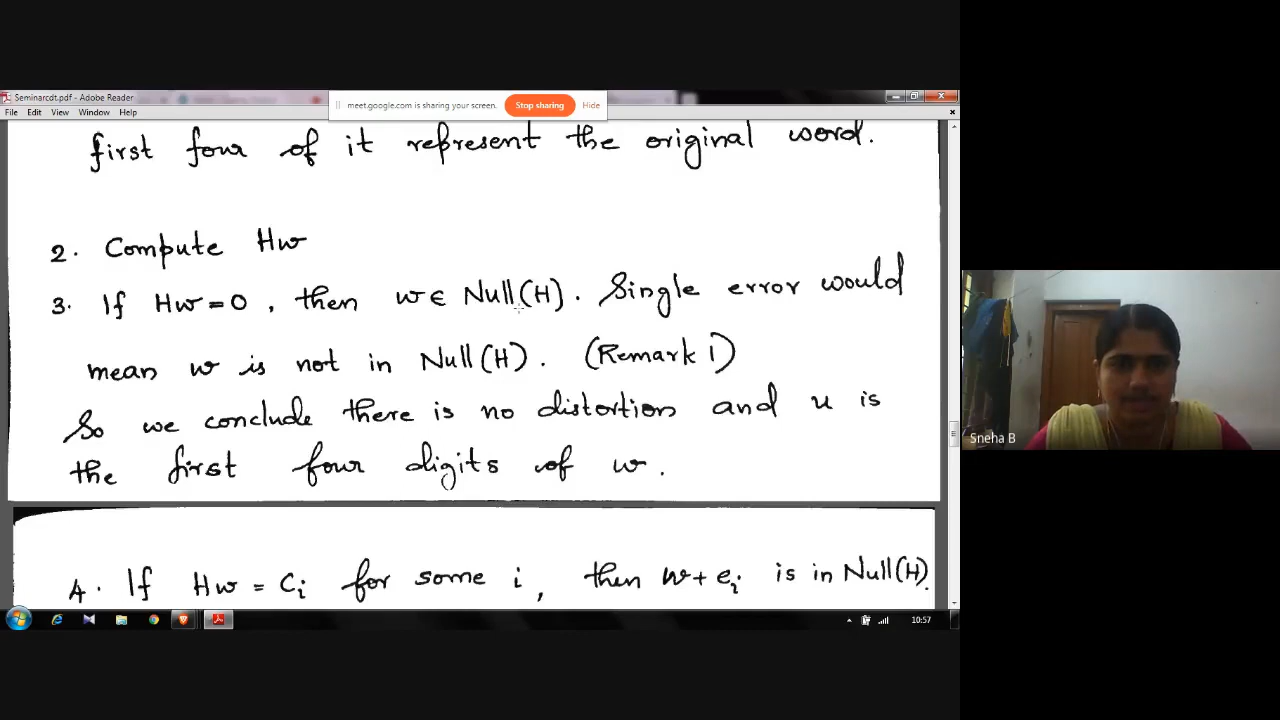 Seminarcdt.pdf - Adobe Reader
meet.google.com is sharing your screen. Stop sharing Hide
File Edit View Window Help
first four of it represent the original word.
2. Compute Hw
3. If Hw=0, then w∈ Null(H). Single error would
mean w is not in Null(H). (Remark 1)
So we conclude there is no distortion and u is
the first four digits of w.
4. If Hw = Ci for some i, then w+ei is in Null(H).
Sneha B
10:57